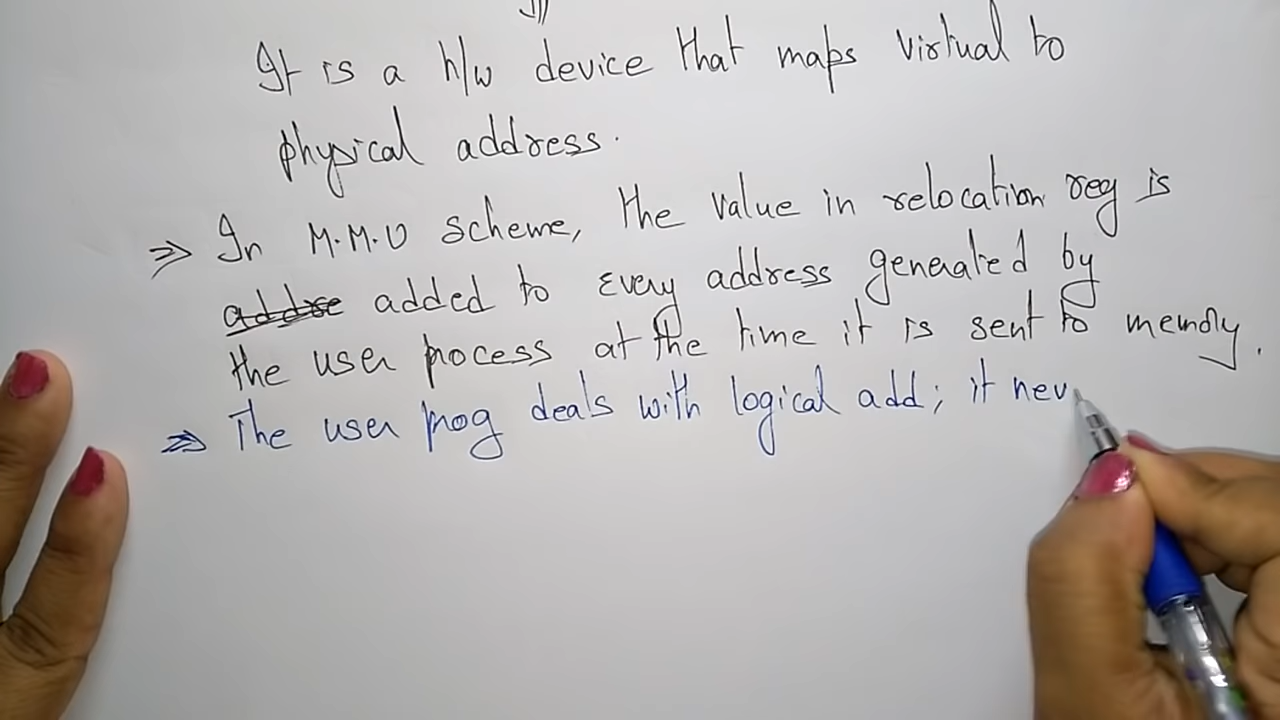 It is a h/w device that maps virtual to
physical address.
⇒ In M.M.U scheme, the value in relocation reg is
added to every address generated by
the user process at the time it is sent to memory.
⇒ The user prog deals with logical add; it nev